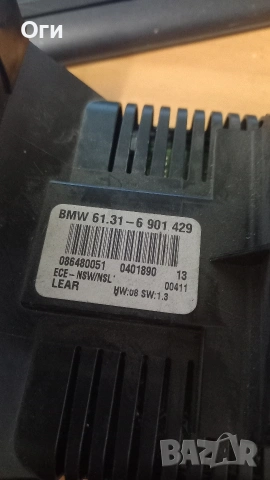 Оги
BMW 61.31-6 901 429
086480051 0401890 13
ECE-NSW/NSL 00411
LEAR HW:08 SW:1.3
BAZAR